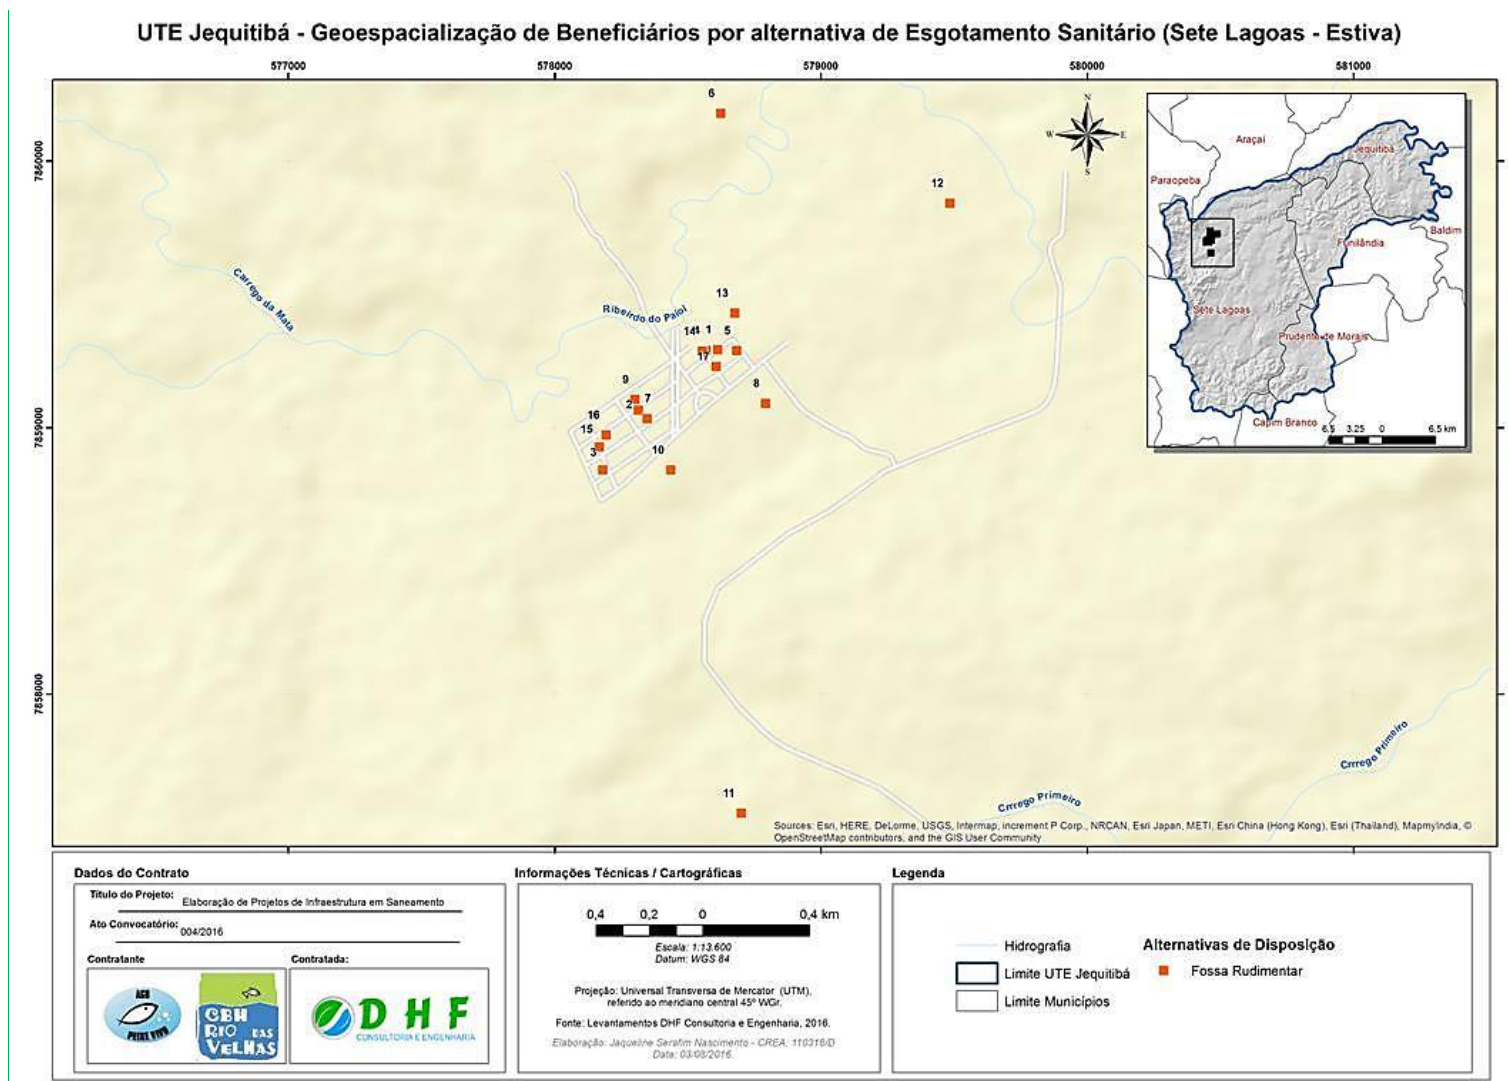 UTE Jequitibá - Geoespacialização de Beneficiários por alternativa de Esgotamento Sanitário (Sete Lagoas - Estiva)
577000
578000
579000
580000
581000
7860000
7859000
7858000
6
12
13
14
4
1
5
17
9
7
2
8
16
15
3
10
11
N
W
E
S
Carrego da Mata
Ribeirdo do Paiol
Crrrego Primeiro
Crrrego Primeiro
Araçaí
Jequitibá
Paraopeba
Baldim
Funilândia
Sete Lagoas
Prudente de Morais
Capim Branco
6,5 3,25 0 6,5 km
Sources: Esri, HERE, DeLorme, USGS, Intermap, increment P Corp., NRCAN, Esri Japan, METI, Esri China (Hong Kong), Esri (Thailand), MapmyIndia, ©
OpenStreetMap contributors, and the GIS User Community
Dados do Contrato
Título do Projeto: Elaboração de Projetos de Infraestrutura em Saneamento
Ato Convocatório: 004/2016
Contratante
Contratada:
AGB
PEIXE VIVO
CBH
RIO DAS
VELHAS
DHF
CONSULTORIA E ENGENHARIA
Informações Técnicas / Cartográficas
0,4 0,2 0 0,4 km
Escala: 1:13.600
Datum: WGS 84
Projeção: Universal Transversa de Mercator (UTM),
referido ao meridiano central 45º WGr.
Fonte: Levantamentos DHF Consultoria e Engenharia, 2016.
Elaboração: Jaqueline Serafim Nascimento - CREA: 110316/D
Data: 03/08/2016.
Legenda
Hidrografia
Limite UTE Jequitibá
Limite Municípios
Alternativas de Disposição
Fossa Rudimentar